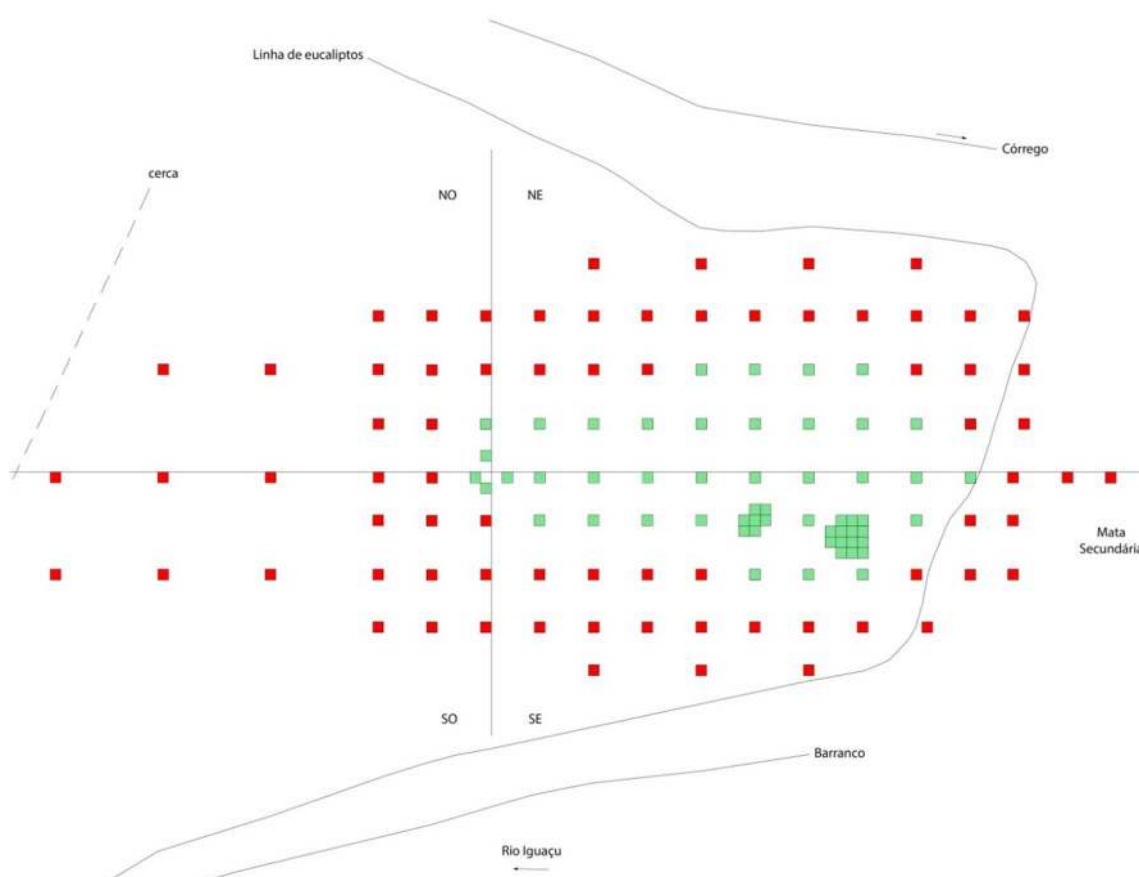 Linha de eucaliptos
Córrego
cerca
NO
NE
Mata
Secundária
SO
SE
Barranco
Rio Iguaçu